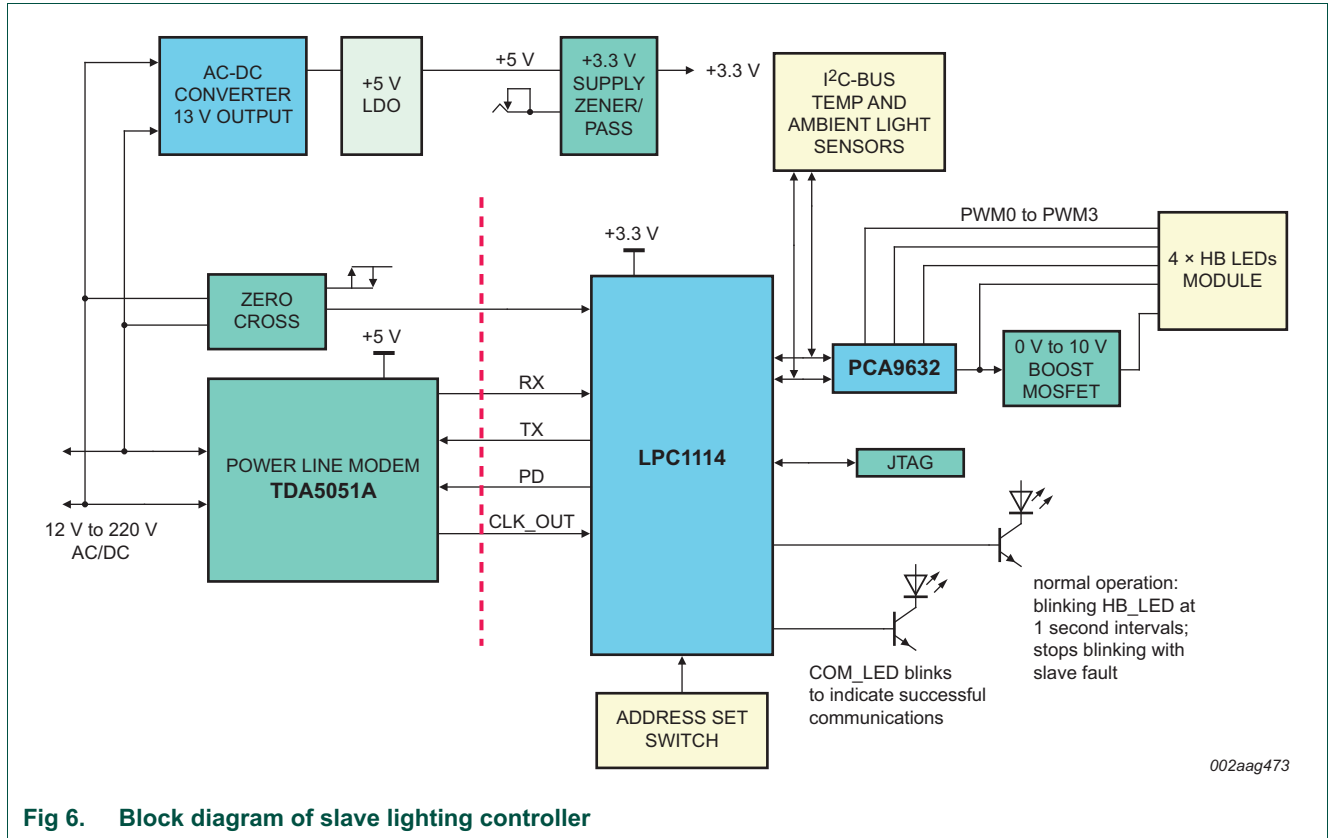 AC-DC
CONVERTER
13 V OUTPUT
+5 V
LDO
+5 V
+3.3 V
SUPPLY
ZENER/
PASS
+3.3 V
I2C-BUS
TEMP AND
AMBIENT LIGHT
SENSORS
PWM0 to PWM3
4 × HB LEDs
MODULE
+3.3 V
ZERO
CROSS
+5 V
PCA9632
0 V to 10 V
BOOST
MOSFET
RX
TX
PD
CLK_OUT
POWER LINE MODEM
TDA5051A
LPC1114
JTAG
12 V to 220 V
AC/DC
normal operation:
blinking HB_LED at
1 second intervals;
stops blinking with
slave fault
COM_LED blinks
to indicate successful
communications
ADDRESS SET
SWITCH
002aag473
Fig 6. Block diagram of slave lighting controller